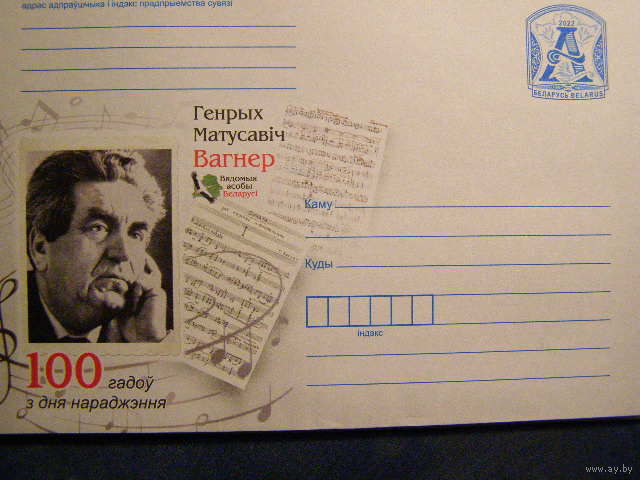 адрас адпраўшчыка і індэкс прадпрыемства сувязі
2022
А
БЕЛАРУСЬ BELARUS
Генрых
Матусавіч
Вагнер
Вядомыя
асобы
Беларусі
Каму
Куды
індэкс
100 гадоў
з дня нараджэння
www.ay.by